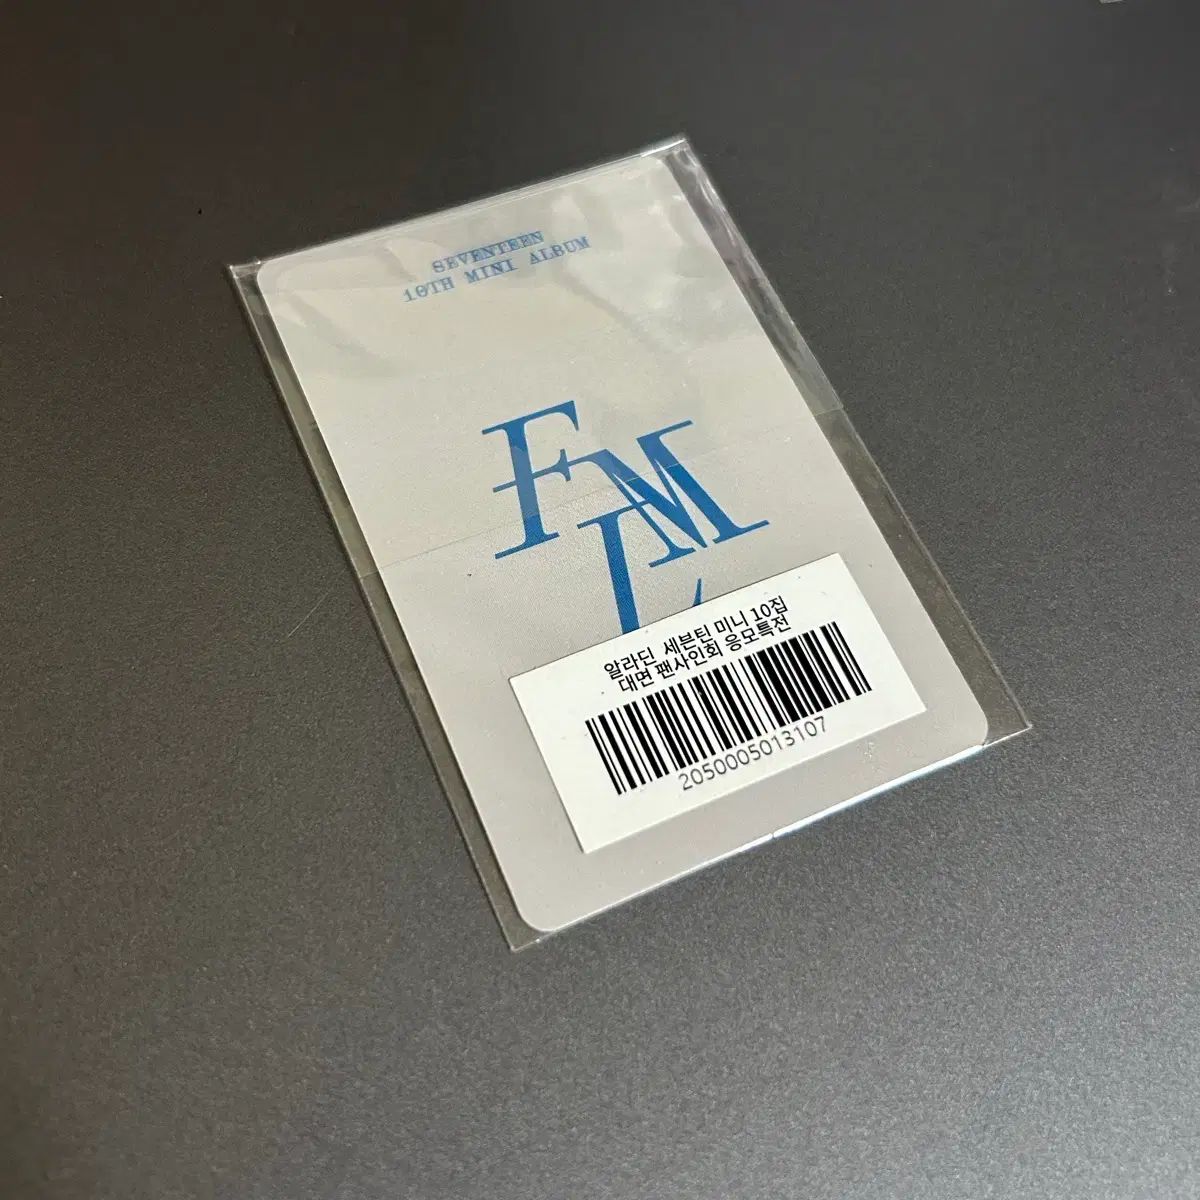 SEVENTEEN
10TH MINI ALBUM
FML
알라딘 세븐틴 미니 10집
대면 팬사인회 응모특전
2050005013107